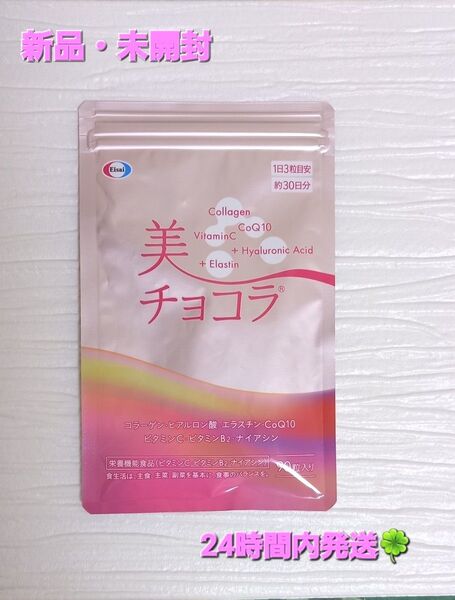 新品・未開封
Eisai
1日3粒目安
約30日分
Collagen
VitaminC CoQ10
+ Hyaluronic Acid
+ Elastin
美
チョコラ®
コラーゲン・ヒアルロン酸 エラスチン・CoQ10
ビタミンC・ビタミンB2・ナイアシン
栄養機能食品(ビタミンC・ビタミンB2・ナイアシン) 90粒入り
食生活は、主食、主菜、副菜を基本に、食事のバランスを。
24時間内発送🍀